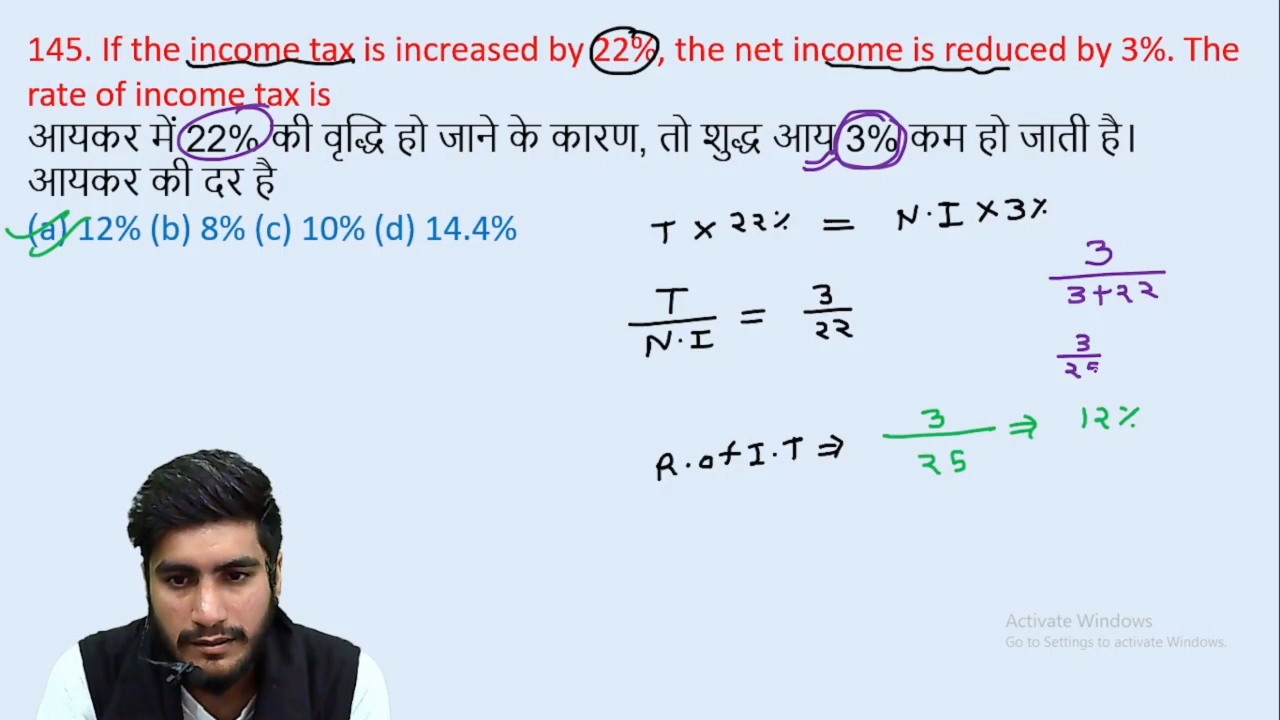 145. If the income tax is increased by 22%, the net income is reduced by 3%. The
rate of income tax is
आयकर में 22% की वृद्धि हो जाने के कारण, तो शुद्ध आय 3% कम हो जाती है।
आयकर की दर है
(a) 12% (b) 8% (c) 10% (d) 14.4%
T × 22% = N.I × 3%
T/N.I = 3/22
3/3+22
3/25
R.of I.T ⇒ 3/25 ⇒ 12%
Activate Windows
Go to Settings to activate Windows.